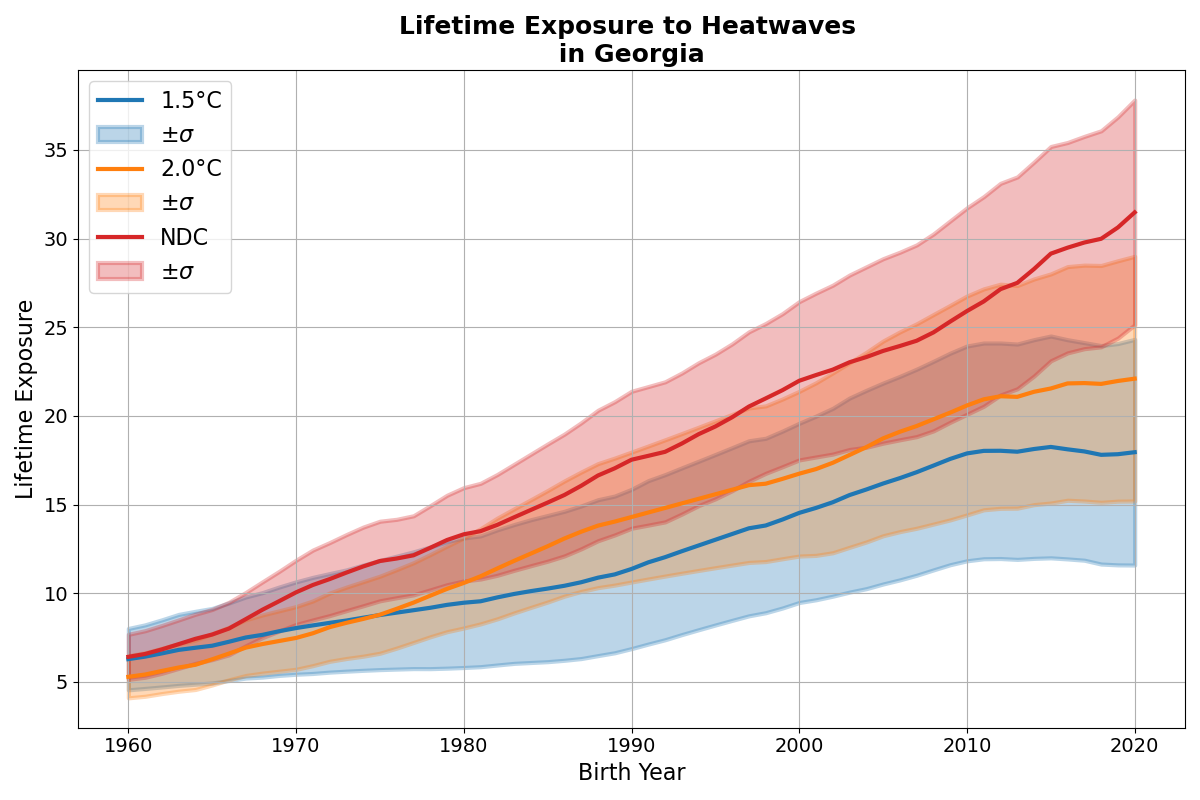 Lifetime Exposure to Heatwaves
in Georgia
1.5°C
±σ
2.0°C
±σ
NDC
±σ
35
30
25
20
15
10
5
Lifetime Exposure
1960 1970 1980 1990 2000 2010 2020
Birth Year